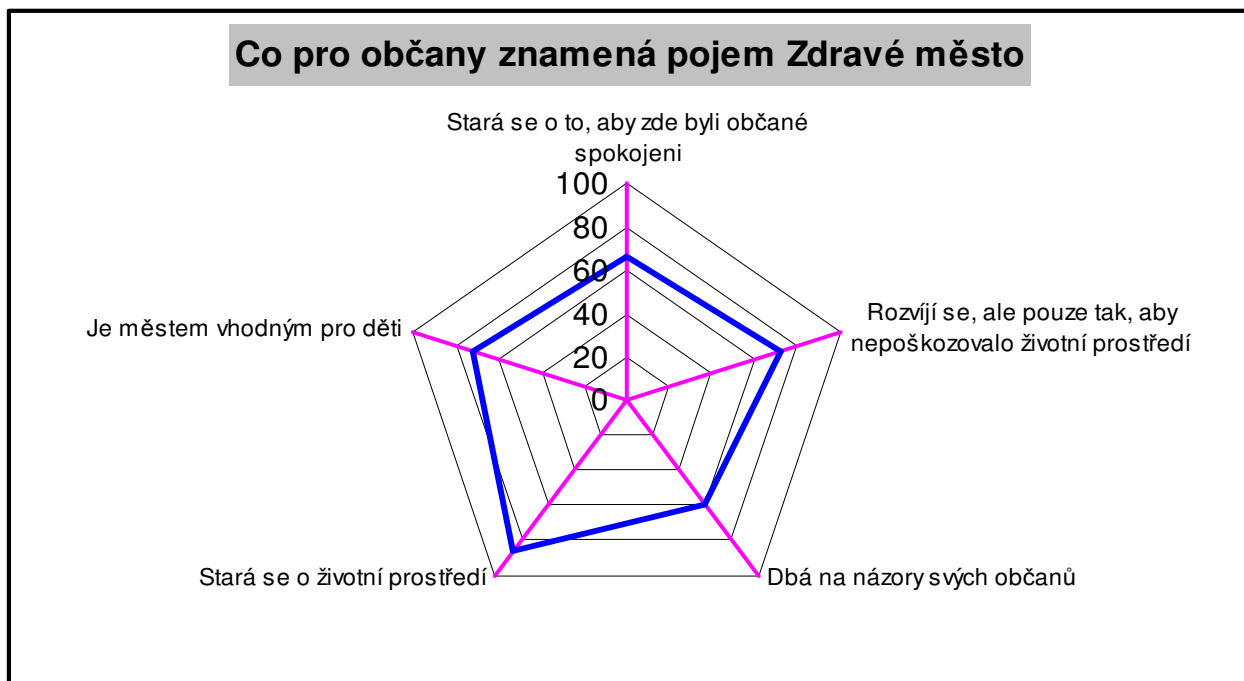 Co pro občany znamená pojem Zdravé město
Stará se o to, aby zde byli občané
spokojeni
100
80
60
40
20
0
Rozvíjí se, ale pouze tak, aby
nepoškozovalo životní prostředí
Je městem vhodným pro děti
Stará se o životní prostředí
Dbá na názory svých občanů